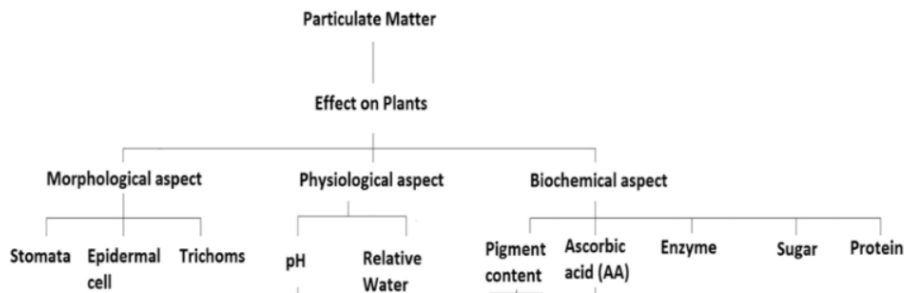 Particulate Matter
Effect on Plants
Morphological aspect
Physiological aspect
Biochemical aspect
Stomata
Epidermal
cell
Trichoms
pH
Relative
Water
Pigment
content
Ascorbic
acid (AA)
Enzyme
Sugar
Protein